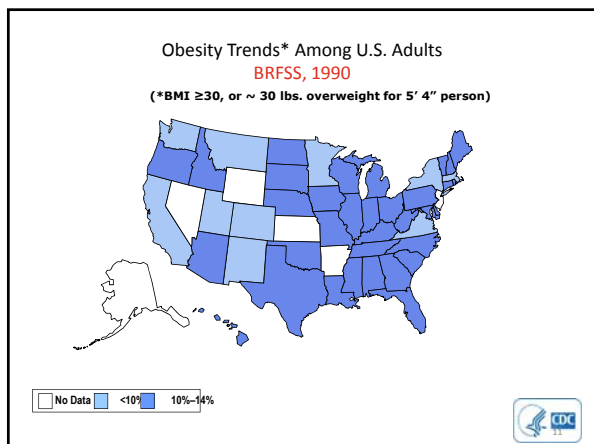 Obesity Trends* Among U.S. Adults
BRFSS, 1990
(*BMI ≥30, or ~ 30 lbs. overweight for 5’ 4” person)
No Data <10% 10%–14%
CDC
11